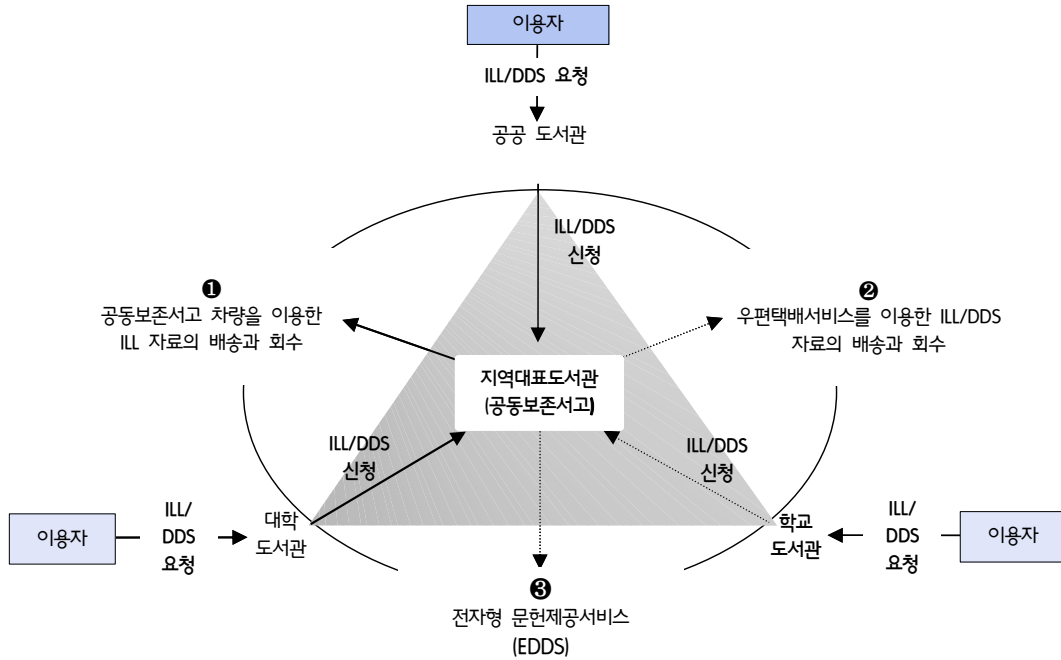 이용자
ILL/DDS 요청
공공 도서관
ILL/DDS
신청
❶
공동보존서고 차량을 이용한
ILL 자료의 배송과 회수
❷
우편택배서비스를 이용한 ILL/DDS
자료의 배송과 회수
지역대표도서관
(공동보존서고)
ILL/DDS
신청
ILL/DDS
신청
이용자
ILL/
DDS
요청
대학
도서관
학교
도서관
ILL/
DDS
요청
이용자
❸
전자형 문헌제공서비스
(EDDS)